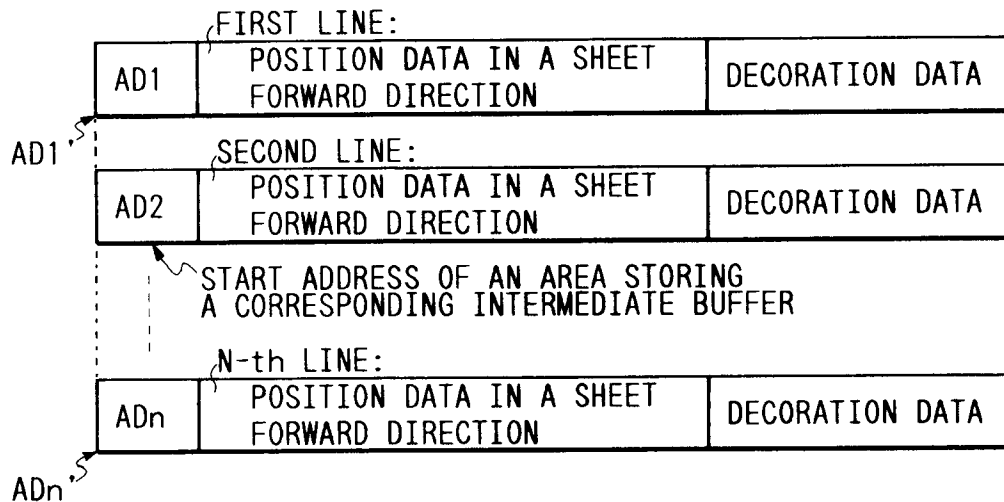 FIRST LINE:
AD1 POSITION DATA IN A SHEET FORWARD DIRECTION DECORATION DATA
AD1'
SECOND LINE:
AD2 POSITION DATA IN A SHEET FORWARD DIRECTION DECORATION DATA
START ADDRESS OF AN AREA STORING
A CORRESPONDING INTERMEDIATE BUFFER
N-th LINE:
ADn POSITION DATA IN A SHEET FORWARD DIRECTION DECORATION DATA
ADn'